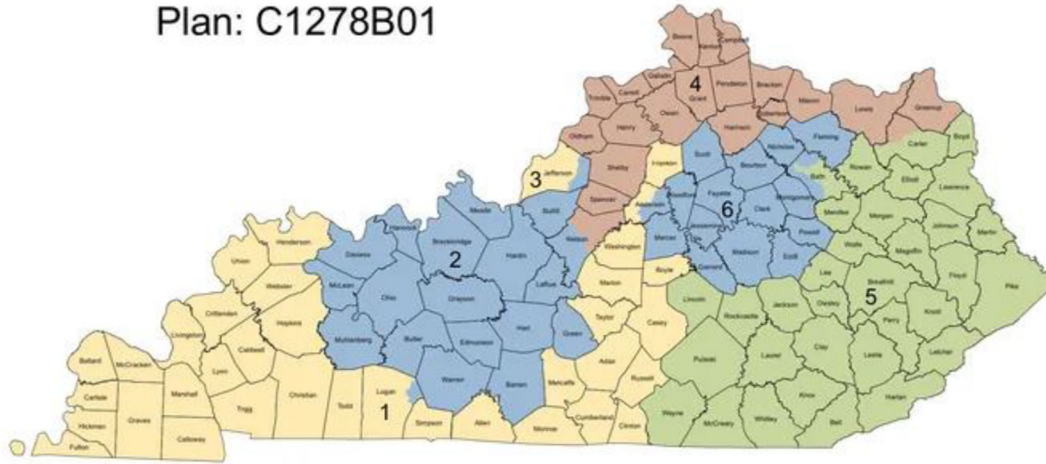 Plan: C1278B01
Boone
Kenton
Campbell
Gallatin
Pendleton
Bracken
4
Grant
Carroll
Trimble
Owen
Robertson
Mason
Lewis
Greenup
Henry
Harrison
Oldham
Boyd
Carter
Fleming
Nicholas
Scott
Bourbon
Shelby
Franklin
3
Jefferson
Rowan
Bath
Elliott
Lawrence
Woodford
Fayette
Montgomery
Anderson
6
Clark
Menifee
Morgan
Spencer
Bullitt
Meade
Hancock
Henderson
Jessamine
Powell
Johnson
Martin
Mercer
Nelson
Washington
Madison
Estill
Wolfe
Magoffin
Daviess
Breckinridge
2
Hardin
Union
Garrard
Boyle
Lee
Floyd
Breathitt
5
Pike
Webster
McLean
Ohio
Larue
Marion
Grayson
Lincoln
Jackson
Owsley
Rockcastle
Perry
Knott
Crittenden
Hopkins
Livingston
Muhlenberg
Butler
Edmonson
Hart
Green
Taylor
Casey
Clay
Leslie
Letcher
Pulaski
Laurel
Ballard
McCracken
Caldwell
Lyon
Adair
Warren
Barren
Metcalfe
Russell
Knox
Harlan
Carlisle
Marshall
Christian
Todd
Logan
1
Trigg
Hickman
Graves
Calloway
Fulton
Simpson
Allen
Monroe
Cumberland
Clinton
Wayne
McCreary
Whitley
Bell